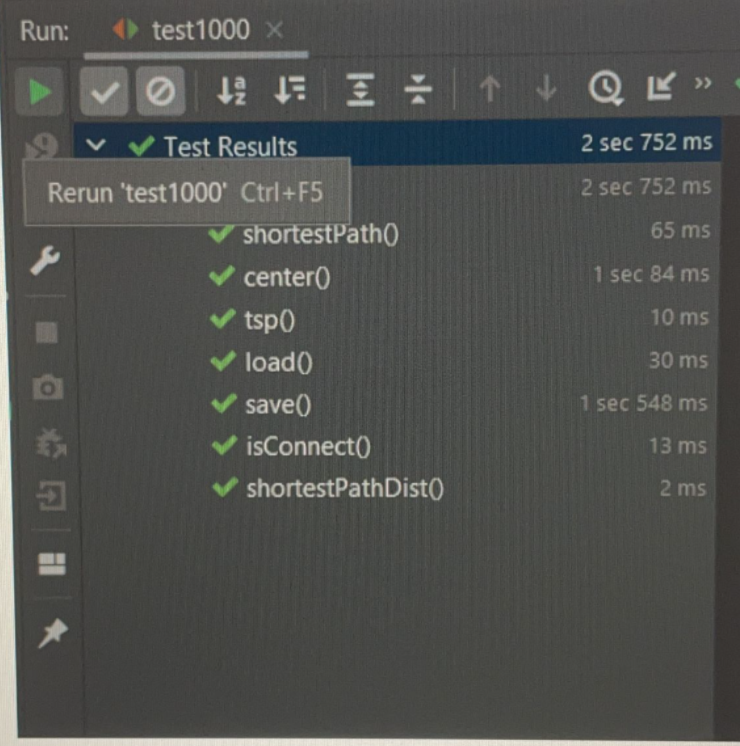 Run: test1000
Test Results 2 sec 752 ms
2 sec 752 ms
Rerun 'test1000' Ctrl+F5
shortestPath() 65 ms
center() 1 sec 84 ms
tsp() 10 ms
load() 30 ms
save() 1 sec 548 ms
isConnect() 13 ms
shortestPathDist() 2 ms